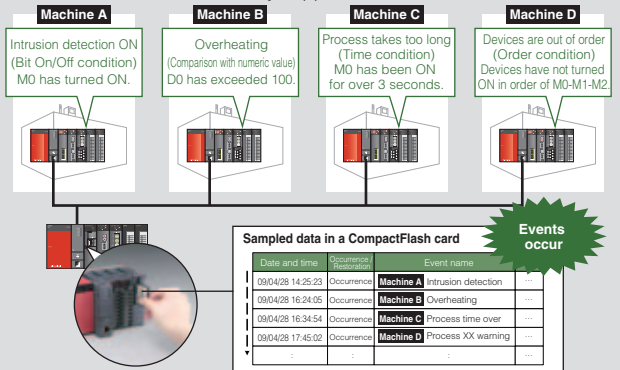 Machine A
Intrusion detection ON
(Bit On/Off condition)
M0 has turned ON.
Machine B
Overheating
(Comparison with numeric value)
D0 has exceeded 100.
Machine C
Process takes too long
(Time condition)
M0 has been ON
for over 3 seconds.
Machine D
Devices are out of order
(Order condition)
Devices have not turned
ON in order of M0-M1-M2.
Events
occur
Sampled data in a CompactFlash card
Date and time Occurrence / Restoration Event name
09/04/28 14:25:23 Occurrence Machine A Intrusion detection ...
09/04/28 16:24:05 Occurrence Machine B Overheating ...
09/04/28 16:34:54 Occurrence Machine C Process time over ...
09/04/28 17:45:02 Occurrence Machine D Process XX warning ...
: : : ...